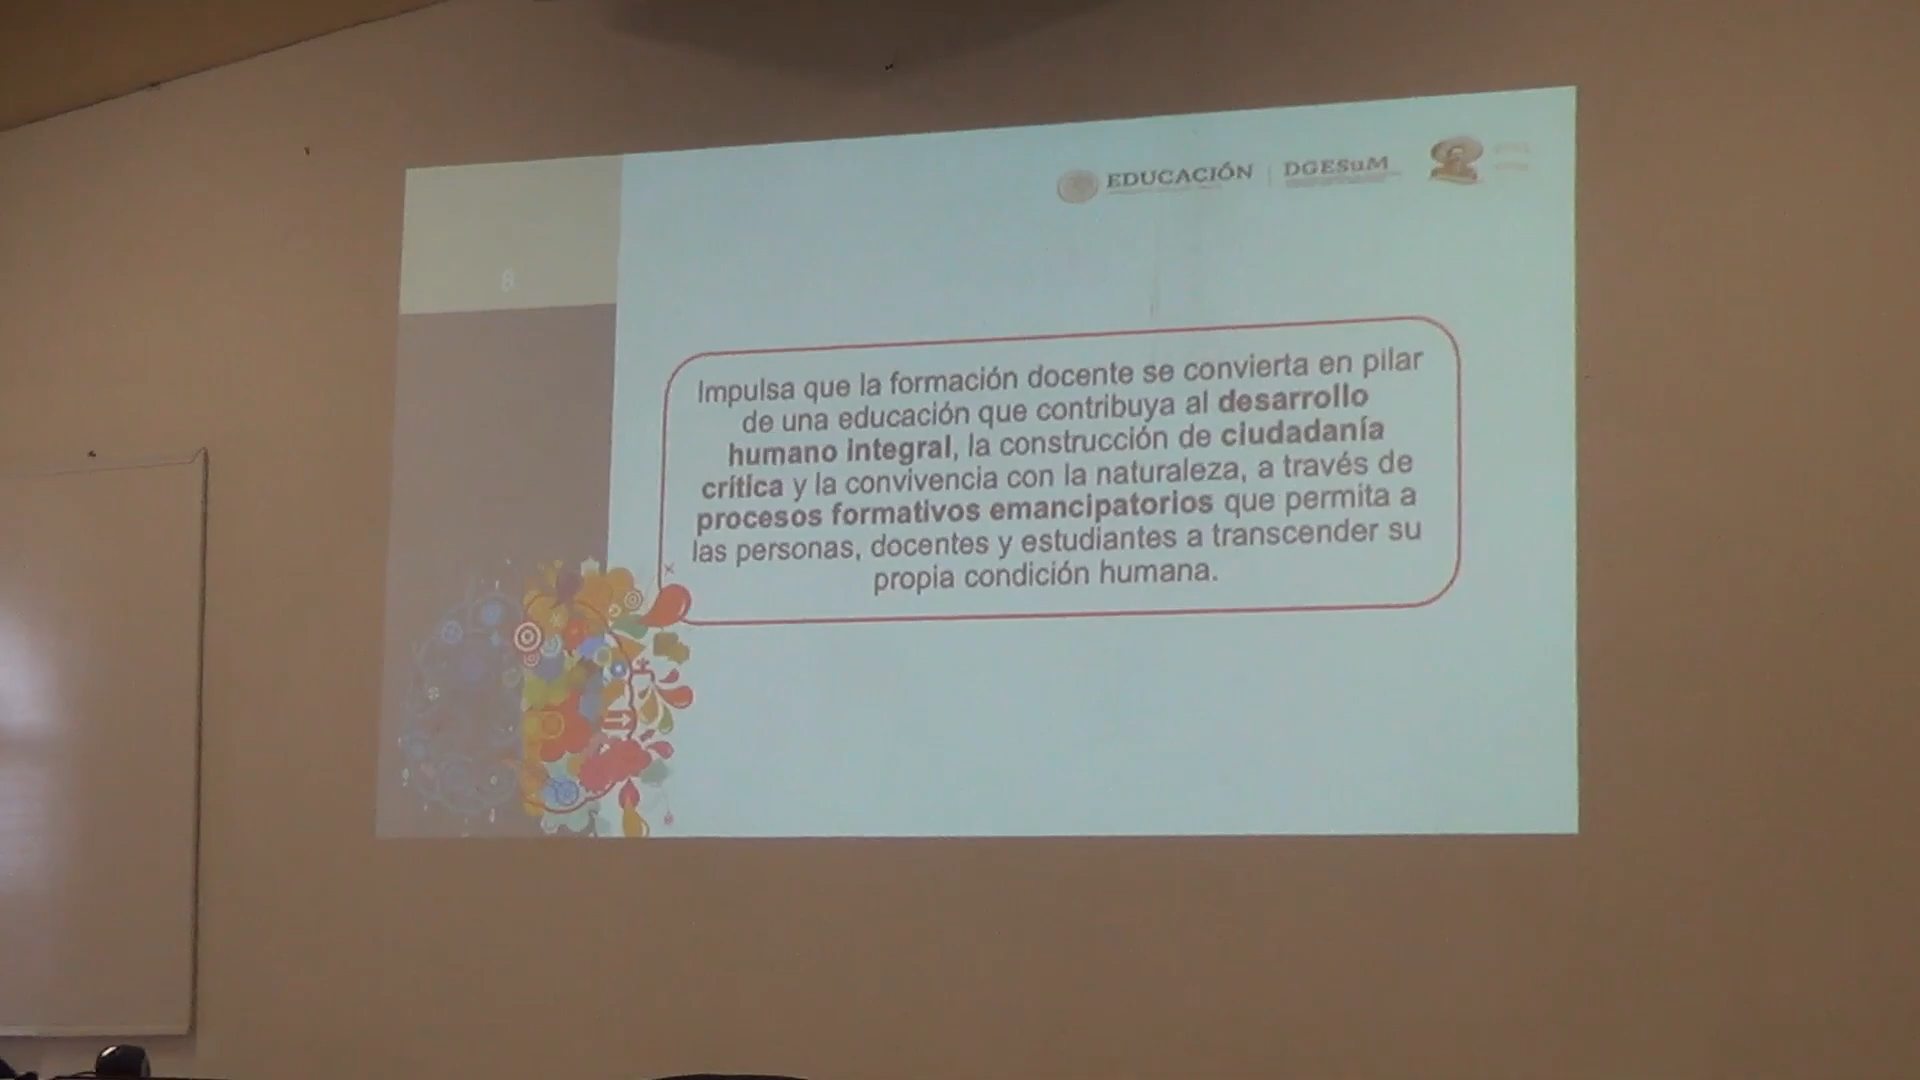 EDUCACIÓN | DGESuM
8
Impulsa que la formación docente se convierta en pilar
de una educación que contribuya al desarrollo
humano integral, la construcción de ciudadanía
crítica y la convivencia con la naturaleza, a través de
procesos formativos emancipatorios que permita a
las personas, docentes y estudiantes a transcender su
propia condición humana.